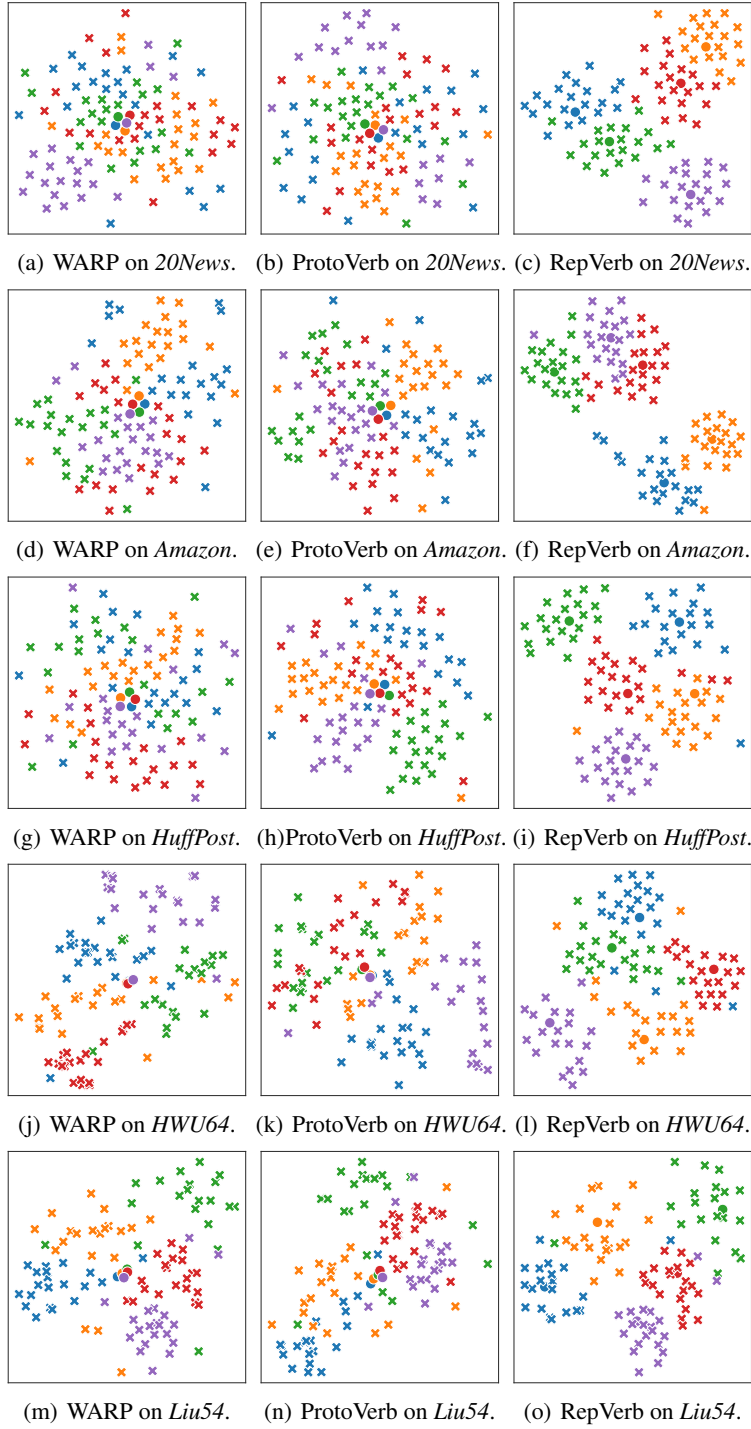 (a) WARP on 20News. (b) ProtoVerb on 20News. (c) RepVerb on 20News.
(d) WARP on Amazon. (e) ProtoVerb on Amazon. (f) RepVerb on Amazon.
(g) WARP on HuffPost. (h)ProtoVerb on HuffPost. (i) RepVerb on HuffPost.
(j) WARP on HWU64. (k) ProtoVerb on HWU64. (l) RepVerb on HWU64.
(m) WARP on Liu54. (n) ProtoVerb on Liu54. (o) RepVerb on Liu54.